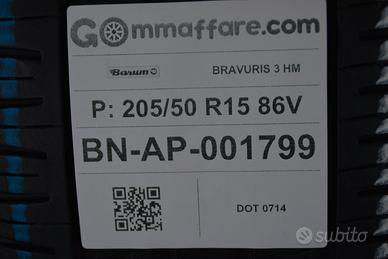 GOmmaffare.com
Barum
BRAVURIS 3 HM
P: 205/50 R15 86V
BN-AP-001799
DOT 0714
subito